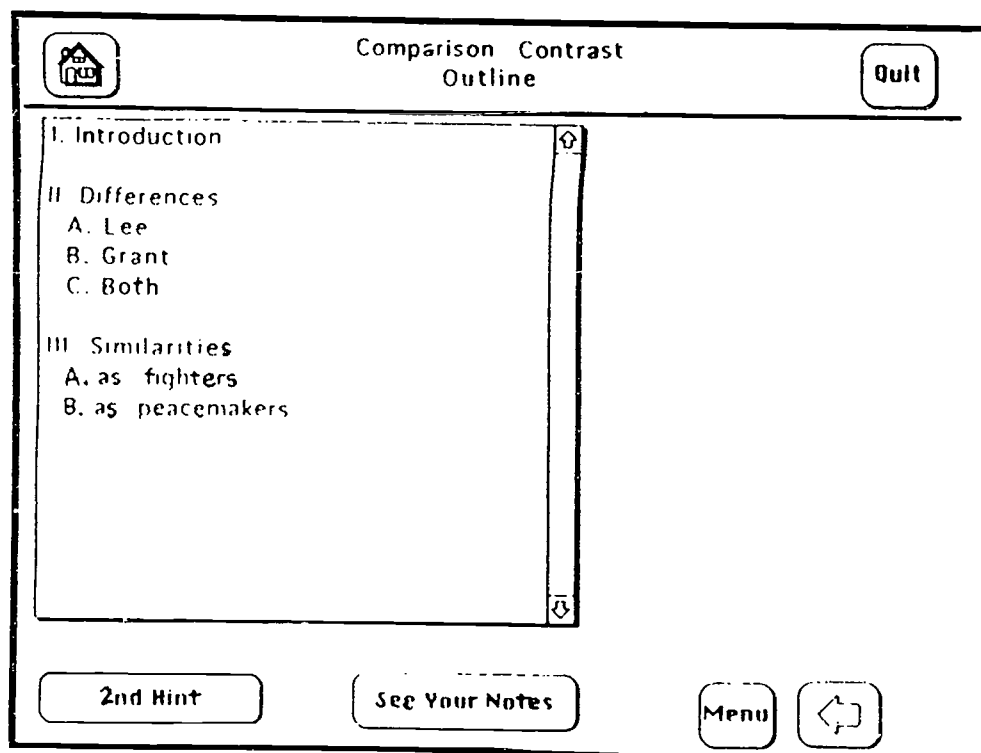 Comparison Contrast
Outline
Quit
I. Introduction
II Differences
A. Lee
B. Grant
C. Both
III Similarities
A. as fighters
B. as peacemakers
2nd Hint
See Your Notes
Menu